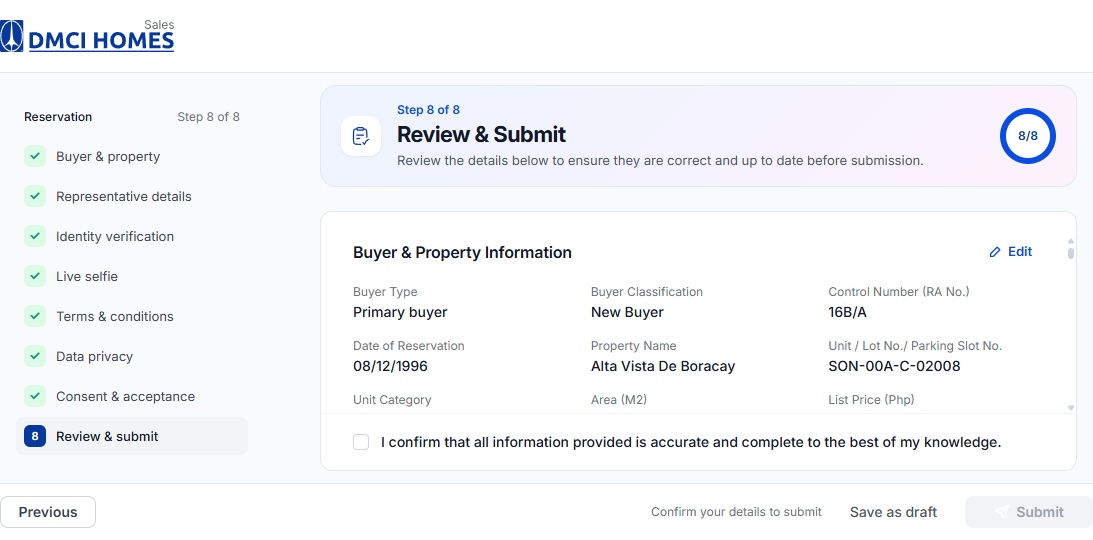 Sales
DMCI HOMES
Reservation
Step 8 of 8
Buyer & property
Representative details
Identity verification
Live selfie
Terms & conditions
Data privacy
Consent & acceptance
8 Review & submit
Step 8 of 8
Review & Submit
Review the details below to ensure they are correct and up to date before submission.
8/8
Buyer & Property Information
Edit
Buyer Type
Primary buyer
Buyer Classification
New Buyer
Control Number (RA No.)
16B/A
Date of Reservation
08/12/1996
Property Name
Alta Vista De Boracay
Unit / Lot No./ Parking Slot No.
SON-00A-C-02008
Unit Category
Area (M2)
List Price (Php)
I confirm that all information provided is accurate and complete to the best of my knowledge.
Previous
Confirm your details to submit
Save as draft
Submit